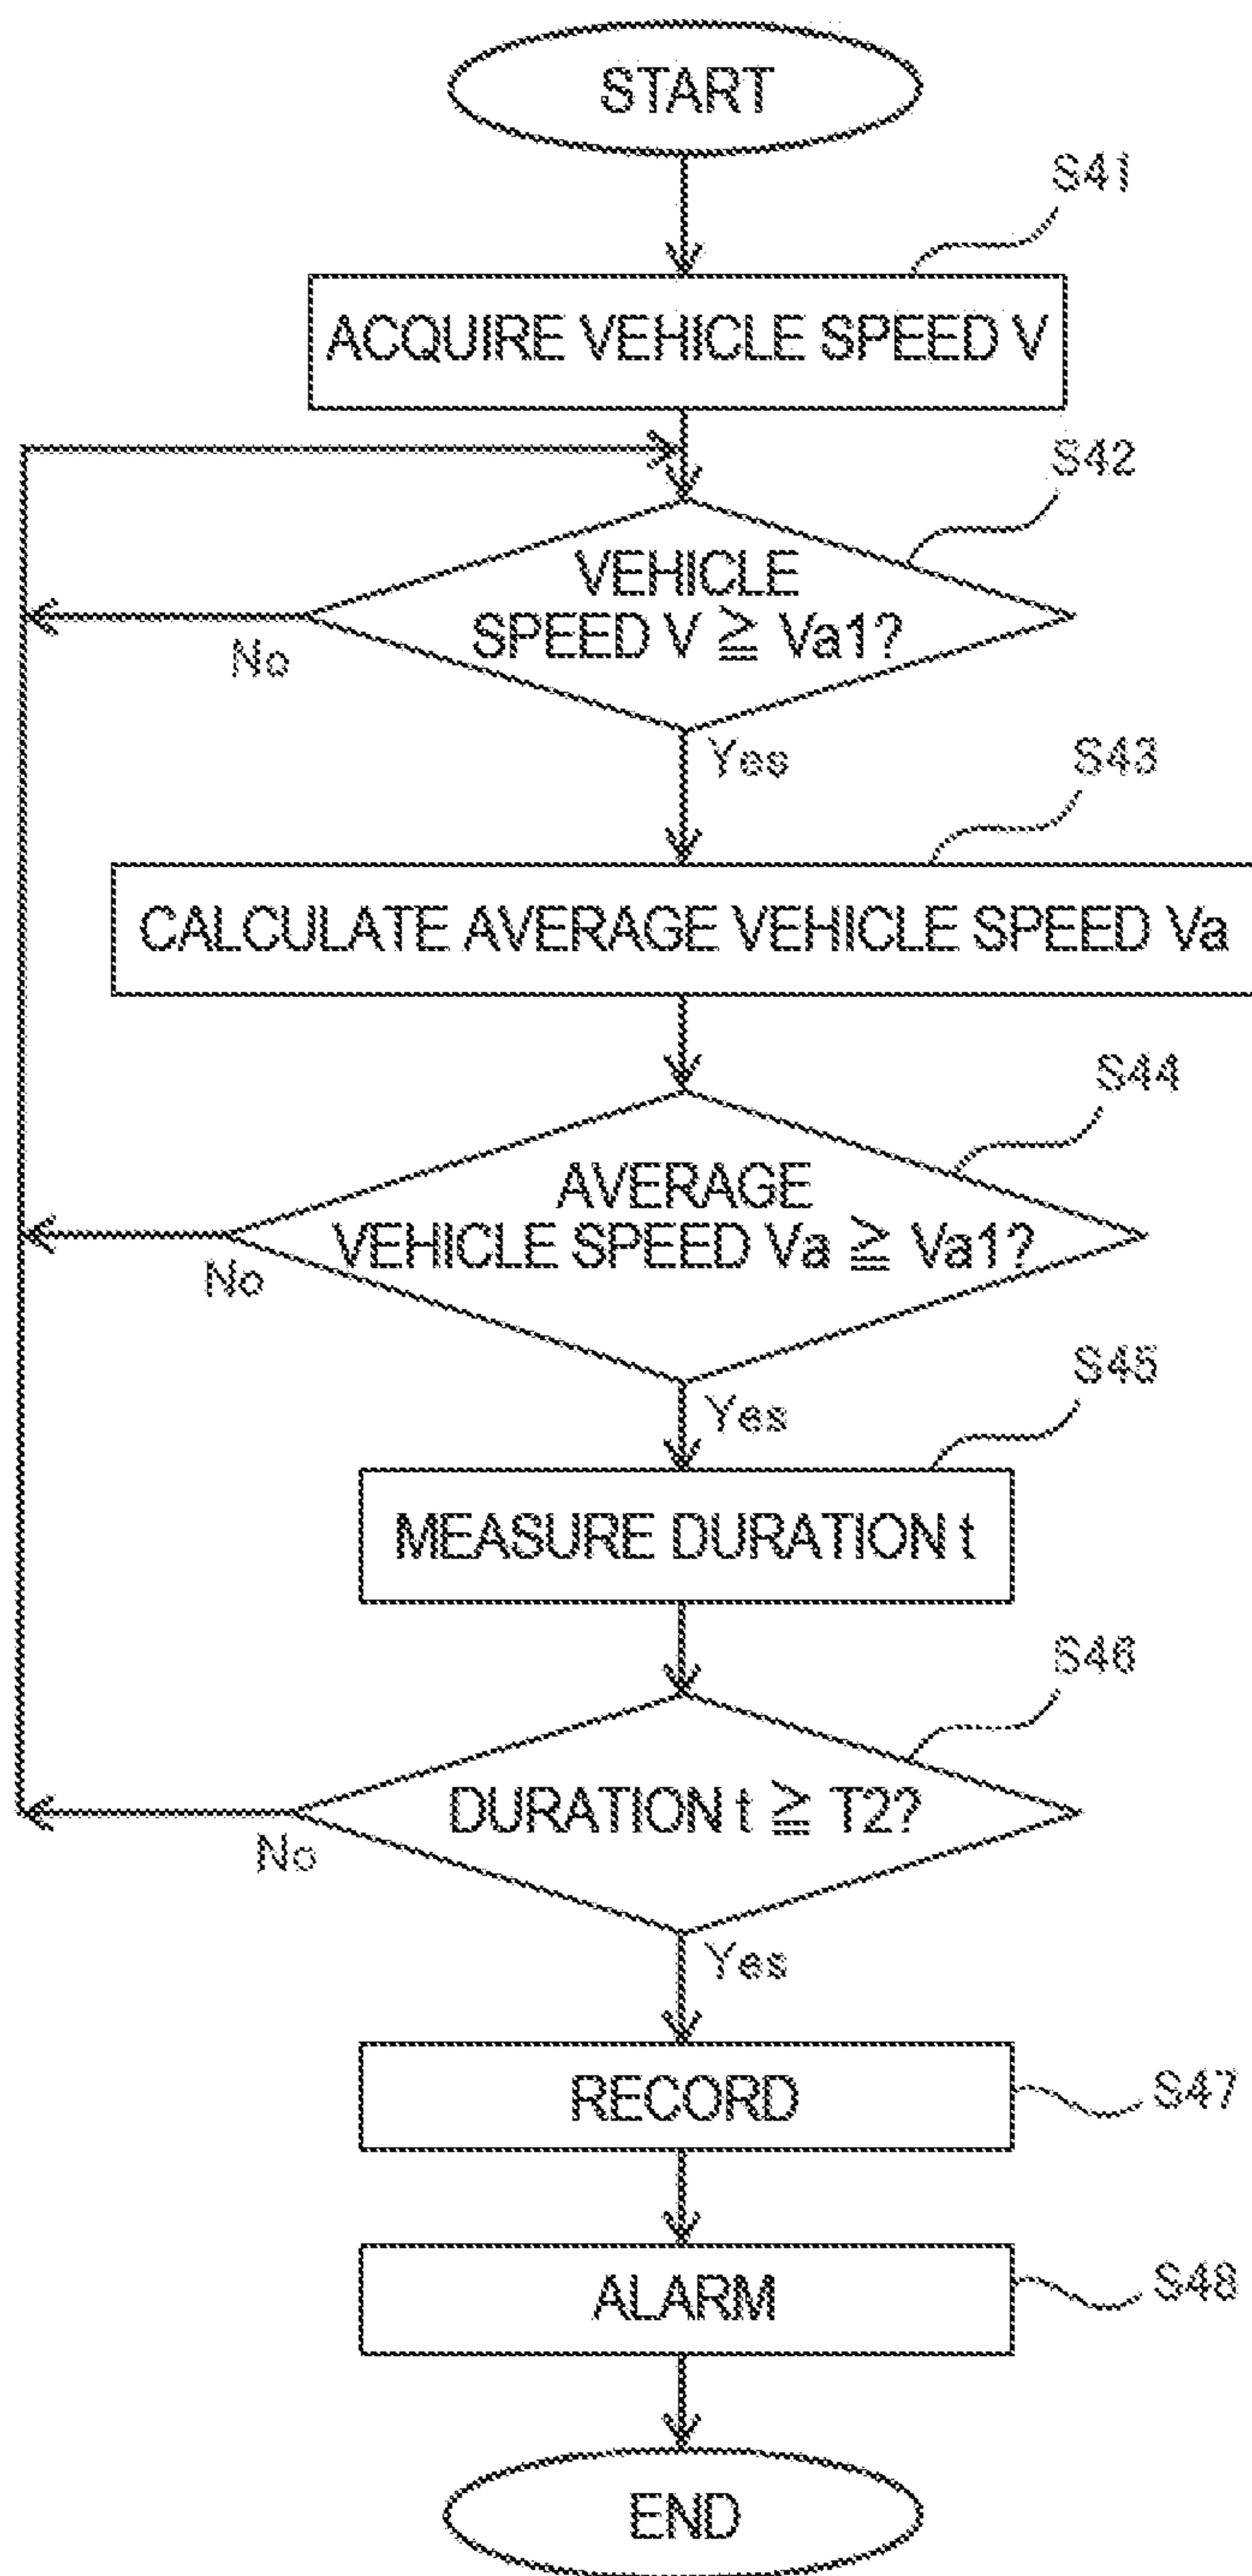 START
S41
ACQUIRE VEHICLE SPEED V
S42
VEHICLE
SPEED V ≧ Va1?
No
Yes
S43
CALCULATE AVERAGE VEHICLE SPEED Va
S44
AVERAGE
VEHICLE SPEED Va ≧ Va1?
No
Yes
S45
MEASURE DURATION t
S46
DURATION t ≧ T2?
No
Yes
RECORD
S47
ALARM
S48
END